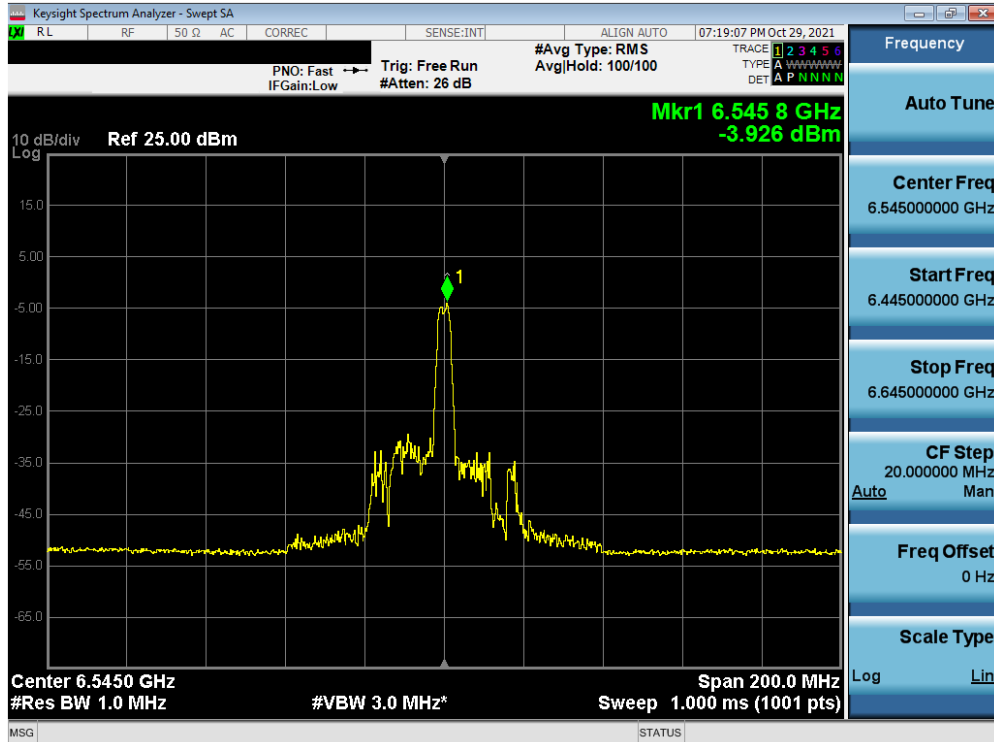 Keysight Spectrum Analyzer - Swept SA
LXI RL RF 50 Ω AC CORREC SENSE:INT ALIGN AUTO 07:19:07 PM Oct 29, 2021
PNO: Fast
IFGain:Low
Trig: Free Run
#Atten: 26 dB
#Avg Type: RMS
Avg|Hold: 100/100
TRACE 1 2 3 4 5 6
TYPE A WWWWW
DET A P N N N N
Mkr1 6.545 8 GHz
-3.926 dBm
10 dB/div Ref 25.00 dBm
Log
15.0
5.00
-5.00
-15.0
-25.0
-35.0
-45.0
-55.0
-65.0
1
Center 6.5450 GHz Span 200.0 MHz
#Res BW 1.0 MHz #VBW 3.0 MHz* Sweep 1.000 ms (1001 pts)
MSG STATUS
Frequency
Auto Tune
Center Freq
6.545000000 GHz
Start Freq
6.445000000 GHz
Stop Freq
6.645000000 GHz
CF Step
20.000000 MHz
Auto Man
Freq Offset
0 Hz
Scale Type
Log Lin